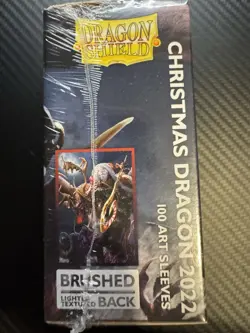 DRAGON
SHIELD
CHRISTMAS DRAGON 2022
100 ART SLEEVES
BRUSHED
LIGHTLY
TEXTURED
BACK